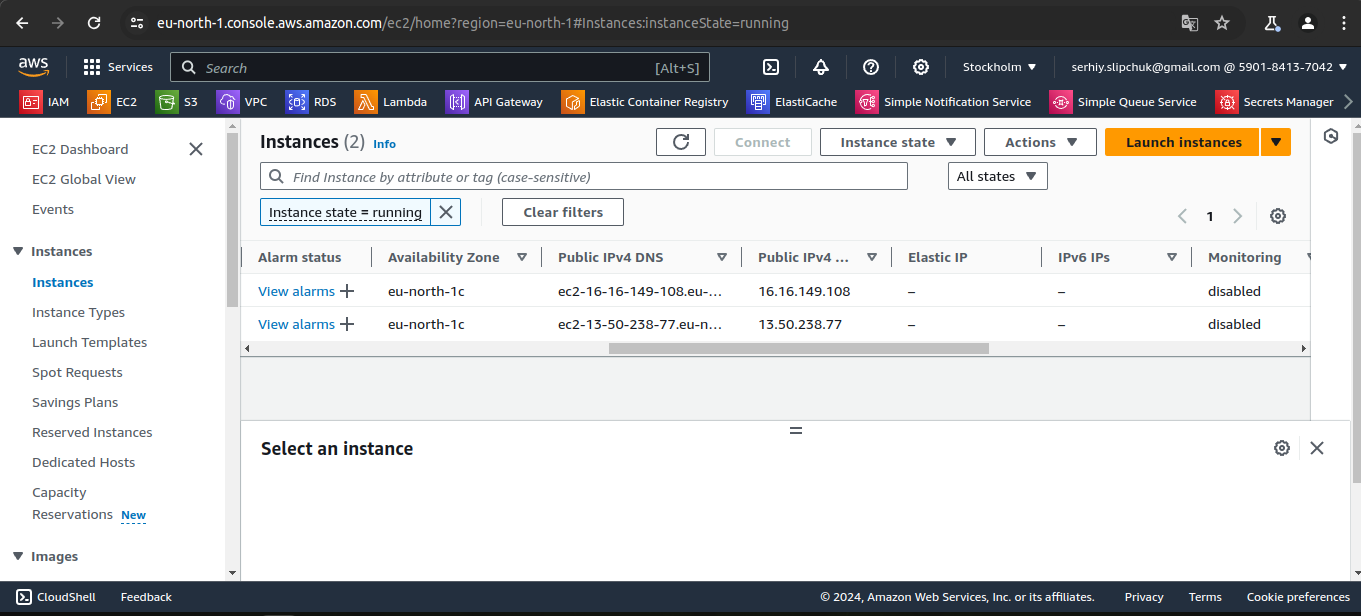 eu-north-1.console.aws.amazon.com/ec2/home?region=eu-north-1#Instances:instanceState=running
aws
Services
Search
[Alt+S]
Stockholm
serhiy.slipchuk@gmail.com @ 5901-8413-7042
IAM
EC2
S3
VPC
RDS
Lambda
API Gateway
Elastic Container Registry
ElastiCache
Simple Notification Service
Simple Queue Service
Secrets Manager
EC2 Dashboard
EC2 Global View
Events
Instances
Instances
Instance Types
Launch Templates
Spot Requests
Savings Plans
Reserved Instances
Dedicated Hosts
Capacity
Reservations New
Images
Instances (2) Info
Connect
Instance state
Actions
Launch instances
Find Instance by attribute or tag (case-sensitive)
All states
Instance state = running
Clear filters
1
Alarm status Availability Zone Public IPv4 DNS Public IPv4 ... Elastic IP IPv6 IPs Monitoring
View alarms + eu-north-1c ec2-16-16-149-108.eu-... 16.16.149.108 – – disabled
View alarms + eu-north-1c ec2-13-50-238-77.eu-n... 13.50.238.77 – – disabled
Select an instance
CloudShell
Feedback
© 2024, Amazon Web Services, Inc. or its affiliates.
Privacy
Terms
Cookie preferences